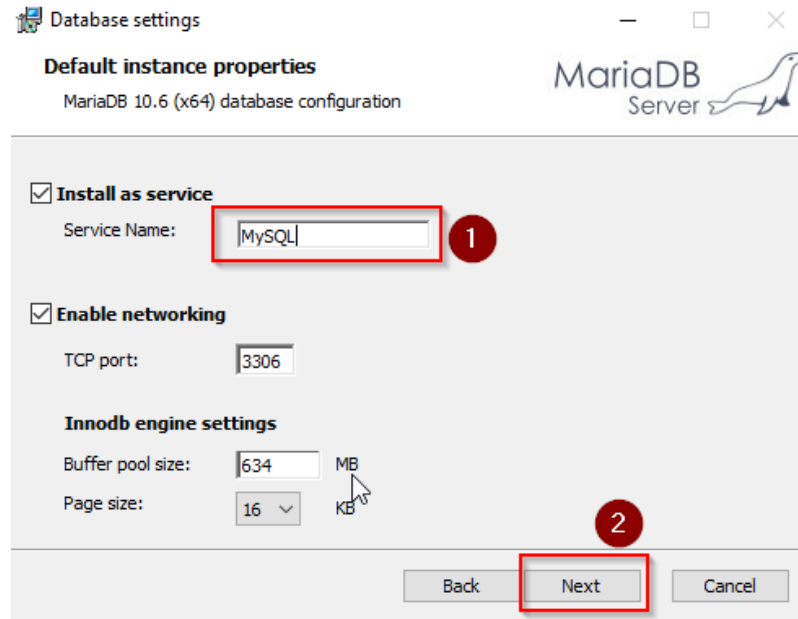 Database settings
Default instance properties
MariaDB 10.6 (x64) database configuration
MariaDB
Server
Install as service
Service Name: MySQL
1
Enable networking
TCP port: 3306
Innodb engine settings
Buffer pool size: 634 MB
Page size: 16 KB
2
Back Next Cancel